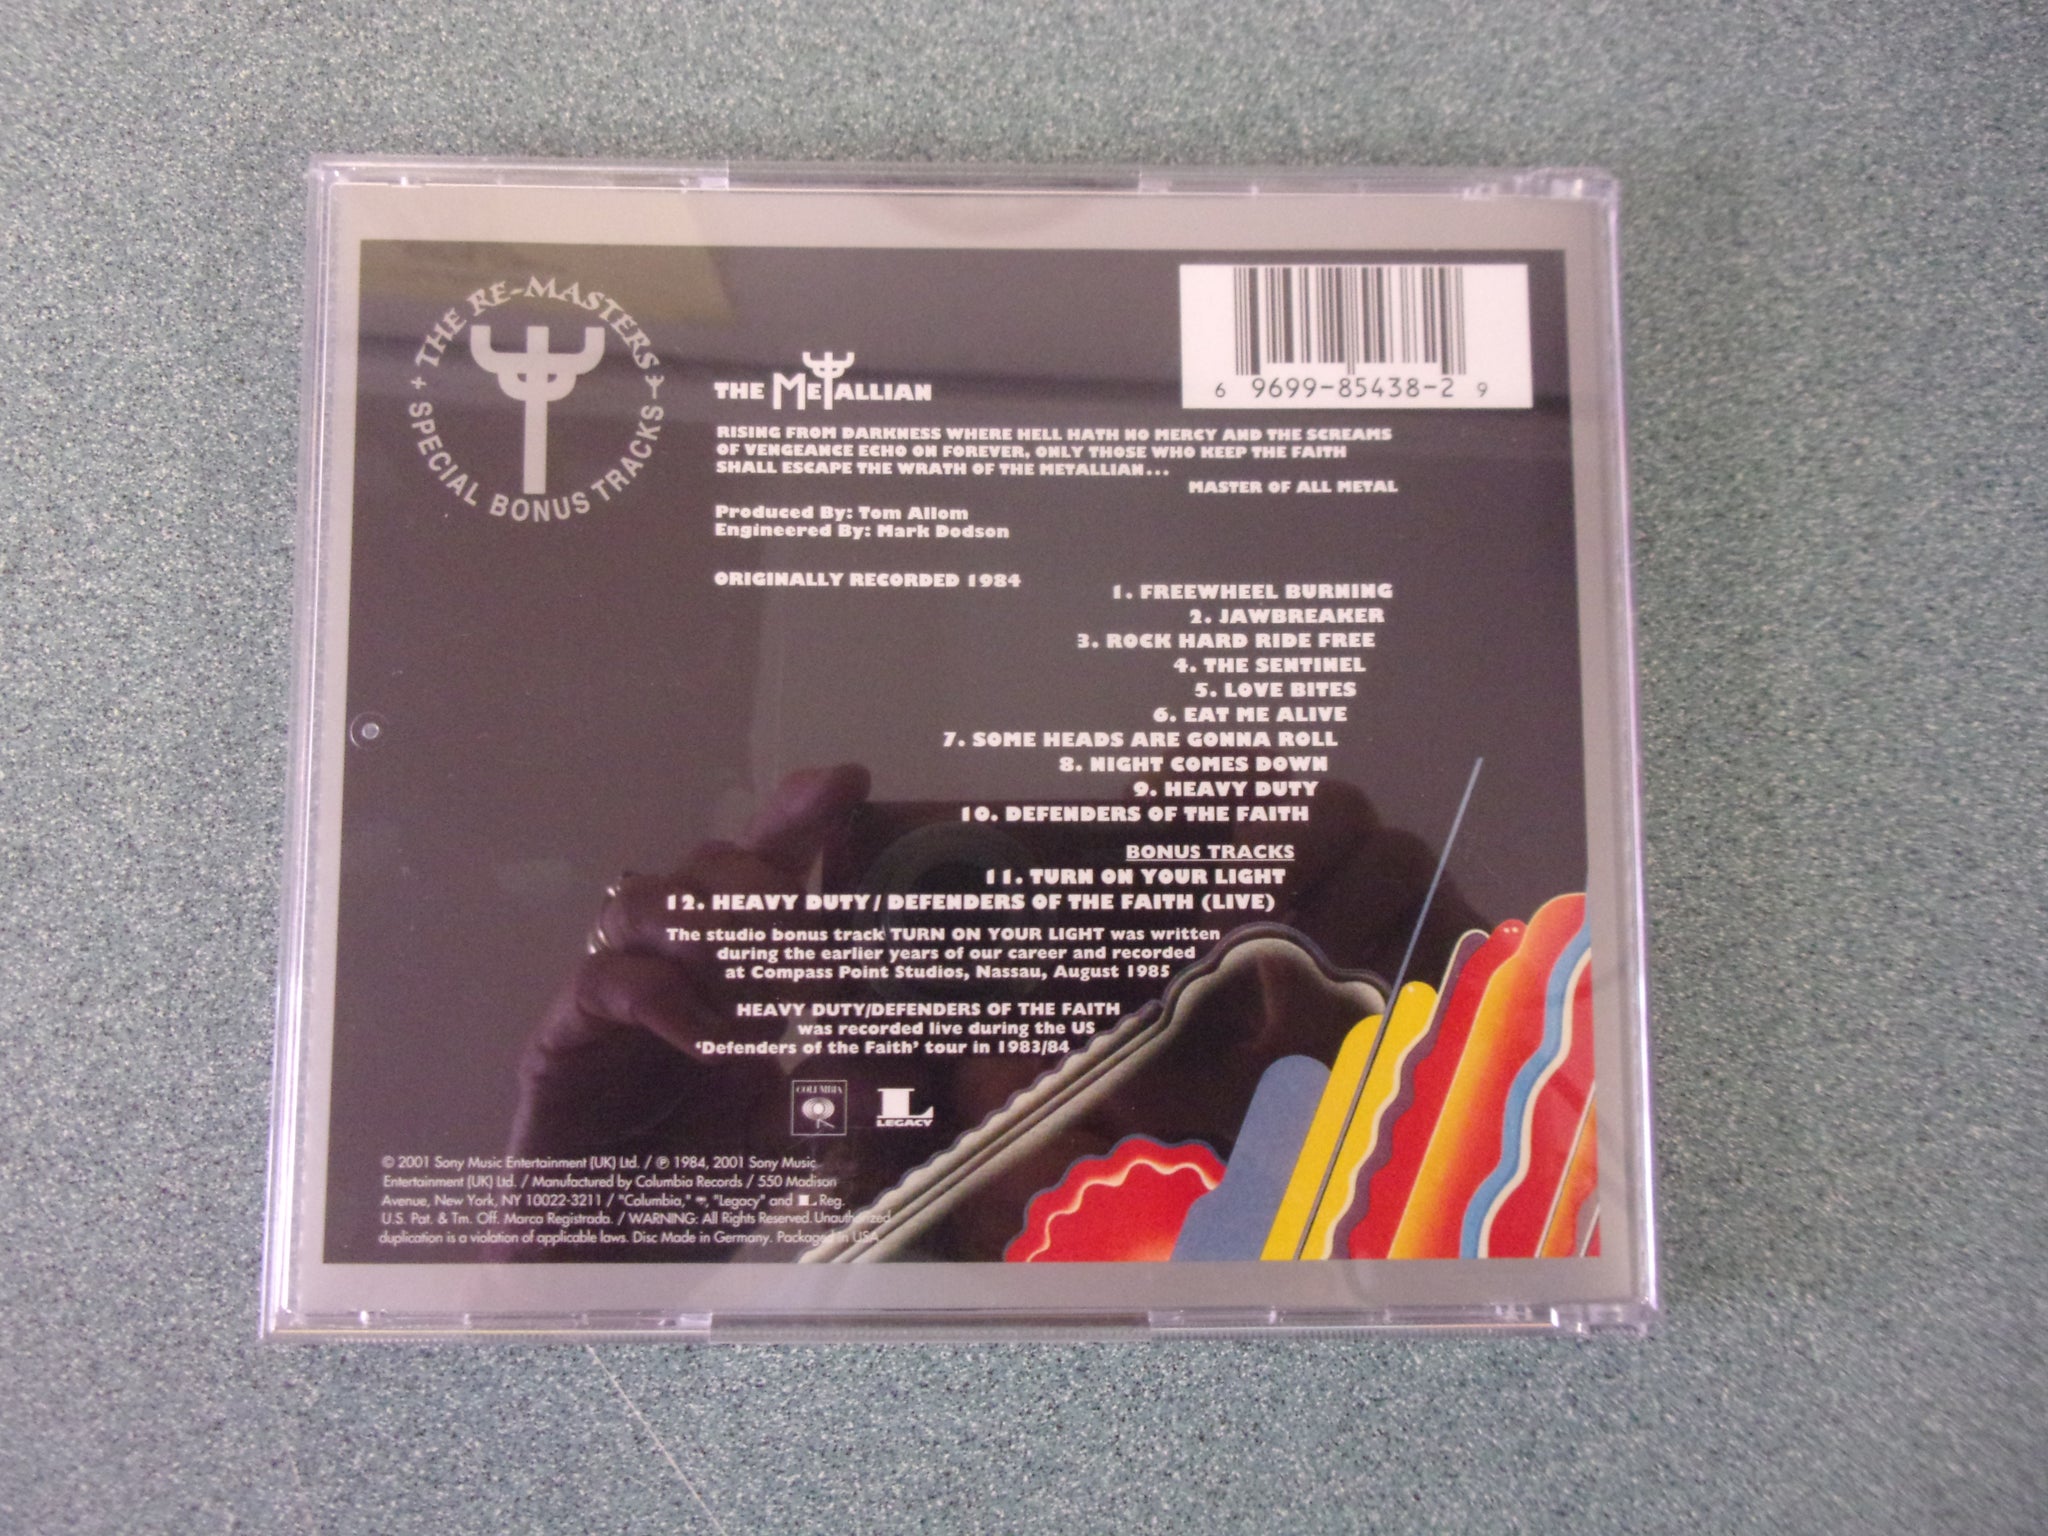 THE RE-MASTERS
+ SPECIAL BONUS TRACKS
6 9699-85438-2 9
THE METALLIAN
RISING FROM DARKNESS WHERE HELL HATH NO MERCY AND THE SCREAMS
OF VENGEANCE ECHO ON FOREVER, ONLY THOSE WHO KEEP THE FAITH
SHALL ESCAPE THE WRATH OF THE METALLIAN...
MASTER OF ALL METAL
Produced By: Tom Allom
Engineered By: Mark Dodson
ORIGINALLY RECORDED 1984
1. FREEWHEEL BURNING
2. JAWBREAKER
3. ROCK HARD RIDE FREE
4. THE SENTINEL
5. LOVE BITES
6. EAT ME ALIVE
7. SOME HEADS ARE GONNA ROLL
8. NIGHT COMES DOWN
9. HEAVY DUTY
10. DEFENDERS OF THE FAITH
BONUS TRACKS
11. TURN ON YOUR LIGHT
12. HEAVY DUTY/DEFENDERS OF THE FAITH (LIVE)
The studio bonus track TURN ON YOUR LIGHT was written
during the earlier years of our career and recorded
at Compass Point Studios, Nassau, August 1985
HEAVY DUTY/DEFENDERS OF THE FAITH
was recorded live during the US
'Defenders of the Faith' tour in 1983/84
COLUMBIA
L
LEGACY
© 2001 Sony Music Entertainment (UK) Ltd. / ℗ 1984, 2001 Sony Music
Entertainment (UK) Ltd. / Manufactured by Columbia Records / 550 Madison
Avenue, New York, NY 10022-3211 / "Columbia," , "Legacy" and L Reg.
U.S. Pat. & Tm. Off. Marca Registrada. / WARNING: All Rights Reserved. Unauthorized
duplication is a violation of applicable laws. Disc Made in Germany. Packaged in USA.